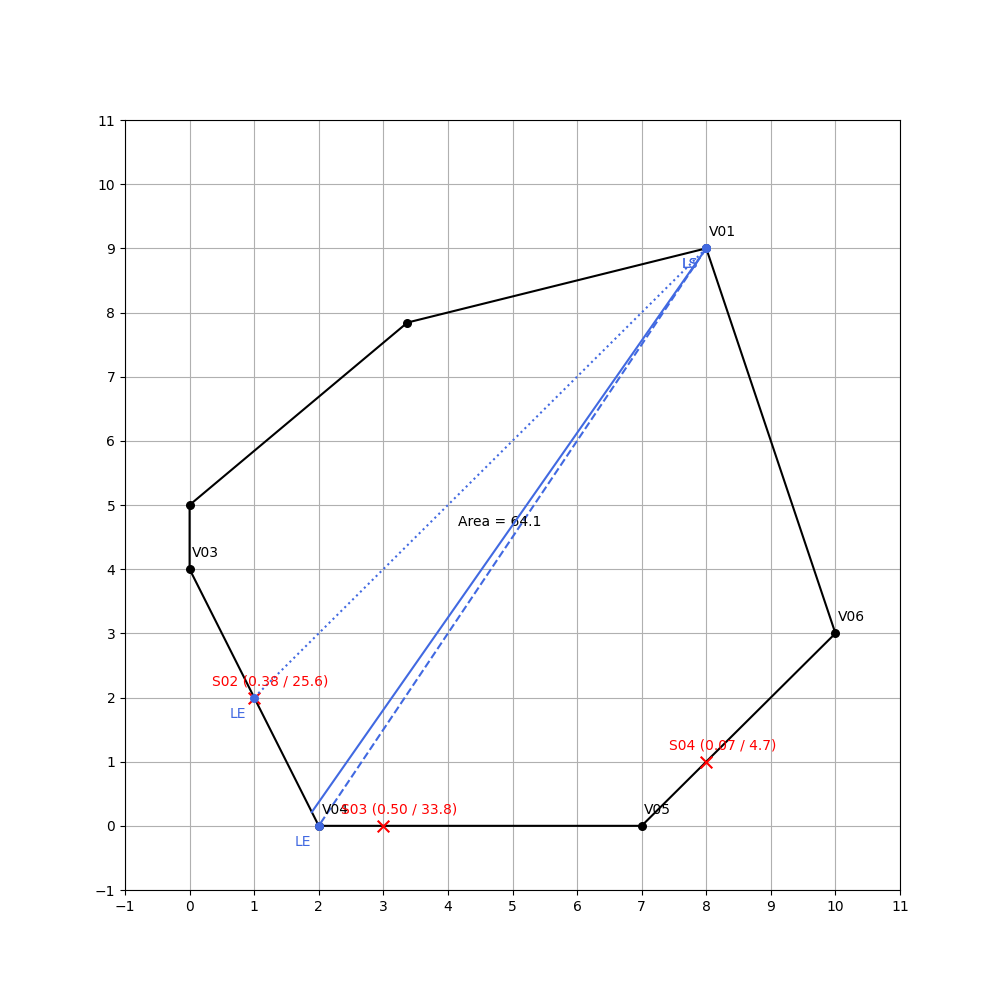 11
10
9
8
7
6
5
4
3
2
1
0
−1
V01
LS
Area = 64.1
V03
V06
S02 (0.38 / 25.6)
LE
S04 (0.07 / 4.7)
V04
S03 (0.50 / 33.8)
V05
LE
−1 0 1 2 3 4 5 6 7 8 9 10 11